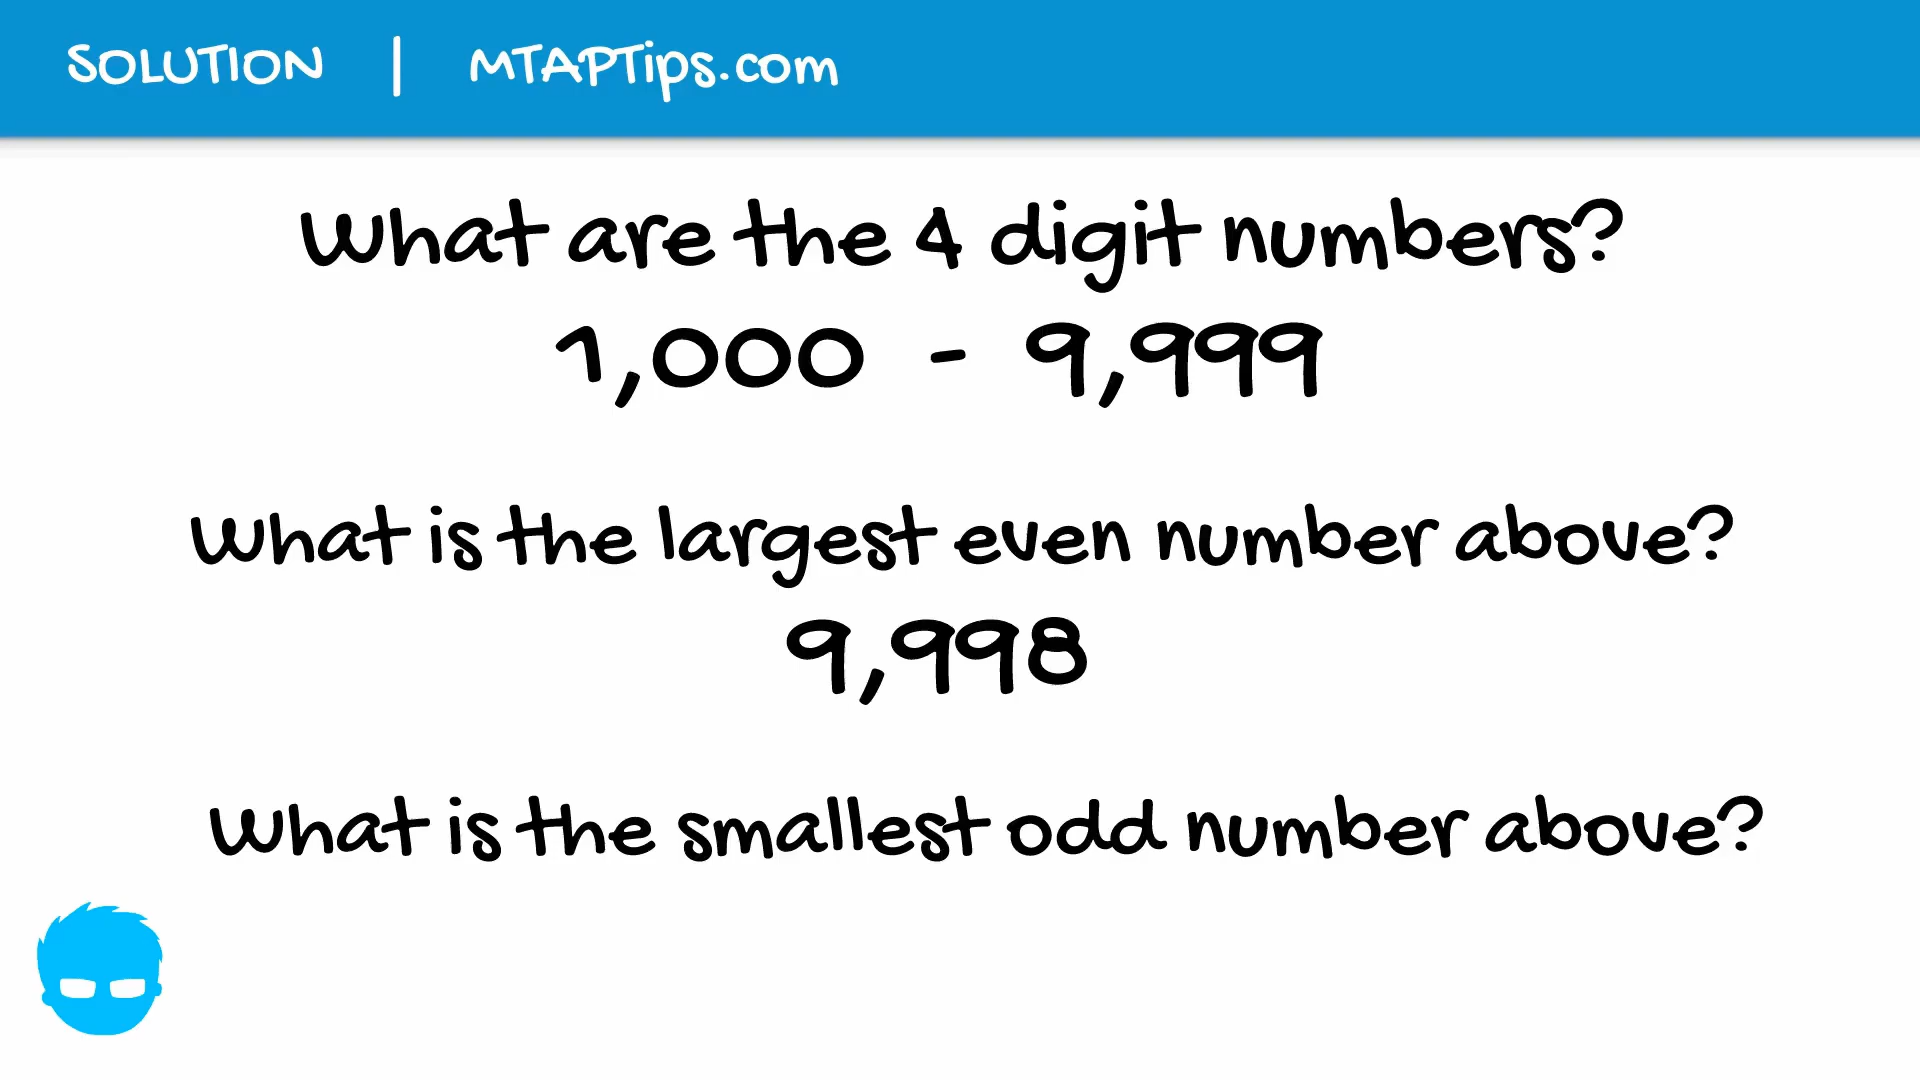 SOLUTION | MTAPTips.com
What are the 4 digit numbers?
1,000 - 9,999
What is the largest even number above?
9,998
What is the smallest odd number above?